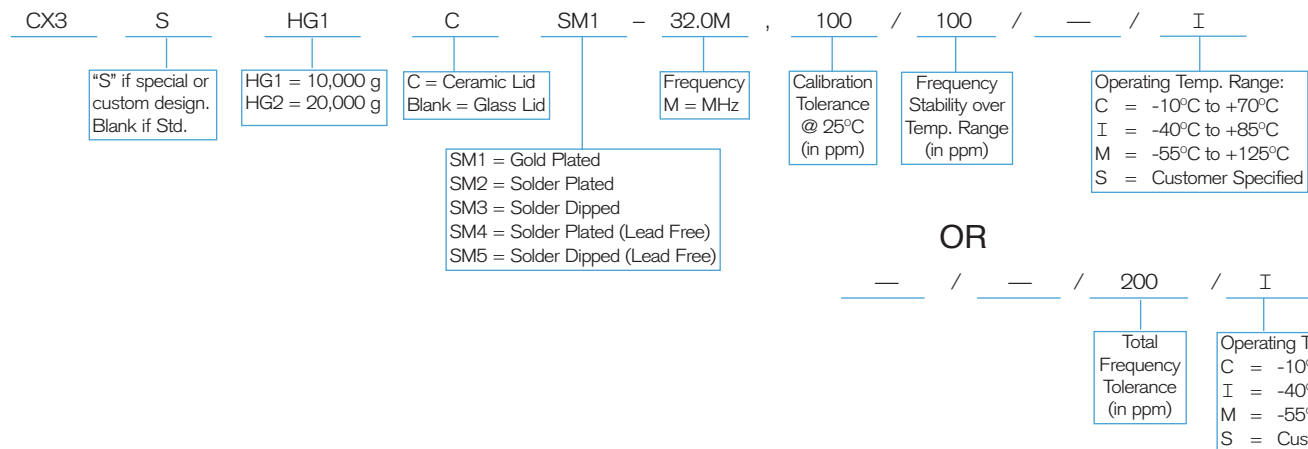 CX3 S HG1 C SM1 – 32.0M , 100 / 100 / — / I
“S” if special or
custom design.
Blank if Std.
HG1 = 10,000 g
HG2 = 20,000 g
C = Ceramic Lid
Blank = Glass Lid
SM1 = Gold Plated
SM2 = Solder Plated
SM3 = Solder Dipped
SM4 = Solder Plated (Lead Free)
SM5 = Solder Dipped (Lead Free)
Frequency
M = MHz
Calibration
Tolerance
@ 25°C
(in ppm)
Frequency
Stability over
Temp. Range
(in ppm)
Operating Temp. Range:
C = -10°C to +70°C
I = -40°C to +85°C
M = -55°C to +125°C
S = Customer Specified
OR
— / — / 200 / I
Total
Frequency
Tolerance
(in ppm)
Operating
C = -10
I = -40
M = -55
S =